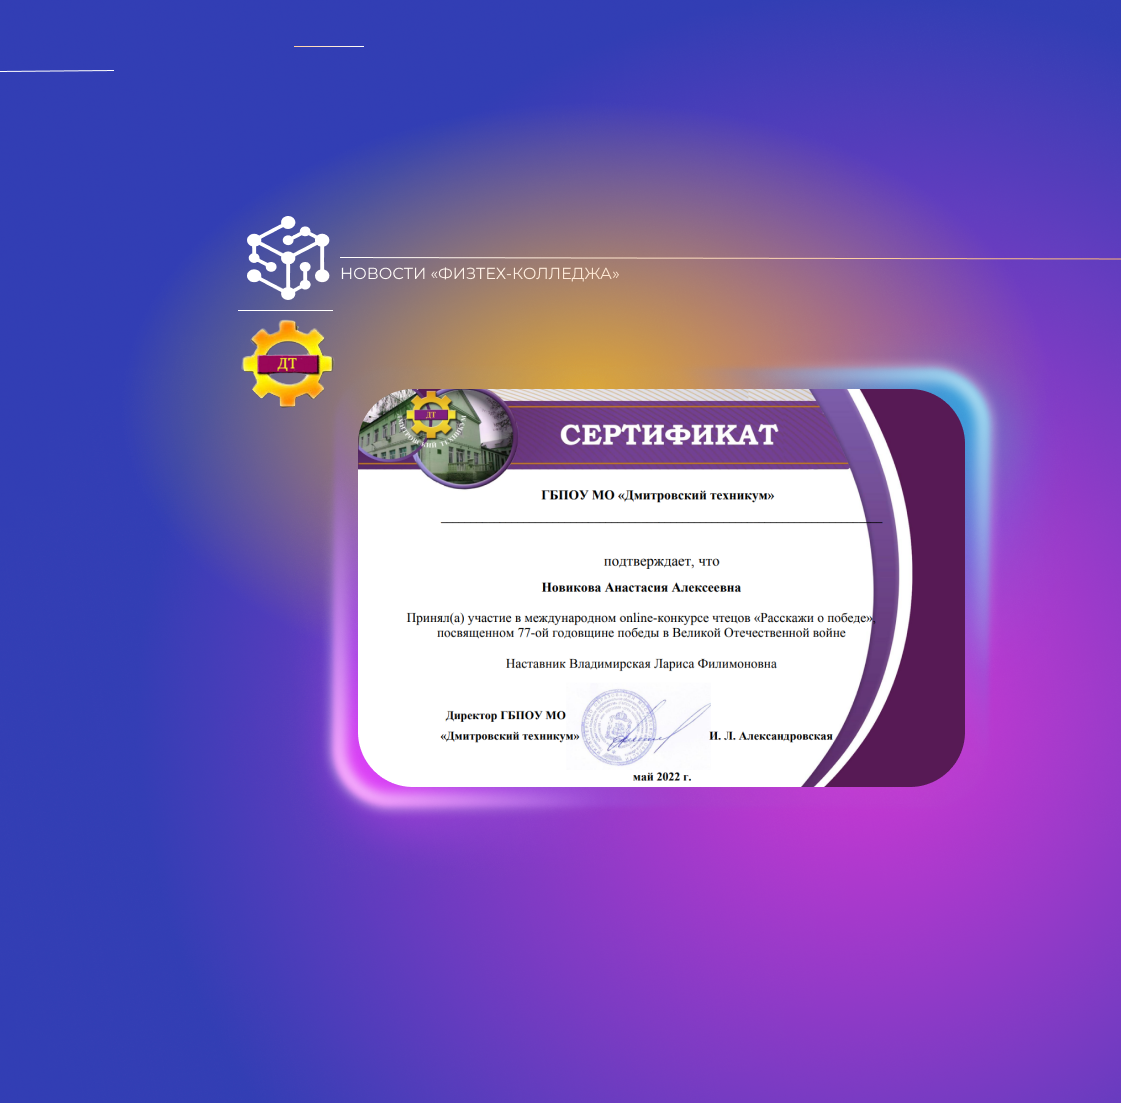 НОВОСТИ «ФИЗТЕХ-КОЛЛЕДЖА»
ДТ
ДТ
ДМИТРОВСКИЙ ТЕХНИКУМ
СЕРТИФИКАТ
ГБПОУ МО «Дмитровский техникум»
подтверждает, что
Новикова Анастасия Алексеевна
Принял(а) участие в международном online-конкурсе чтецов «Расскажи о победе»,
посвященном 77-ой годовщине победы в Великой Отечественной войне
Наставник Владимирская Лариса Филимоновна
Директор ГБПОУ МО
«Дмитровский техникум»
И. Л. Александровская
май 2022 г.